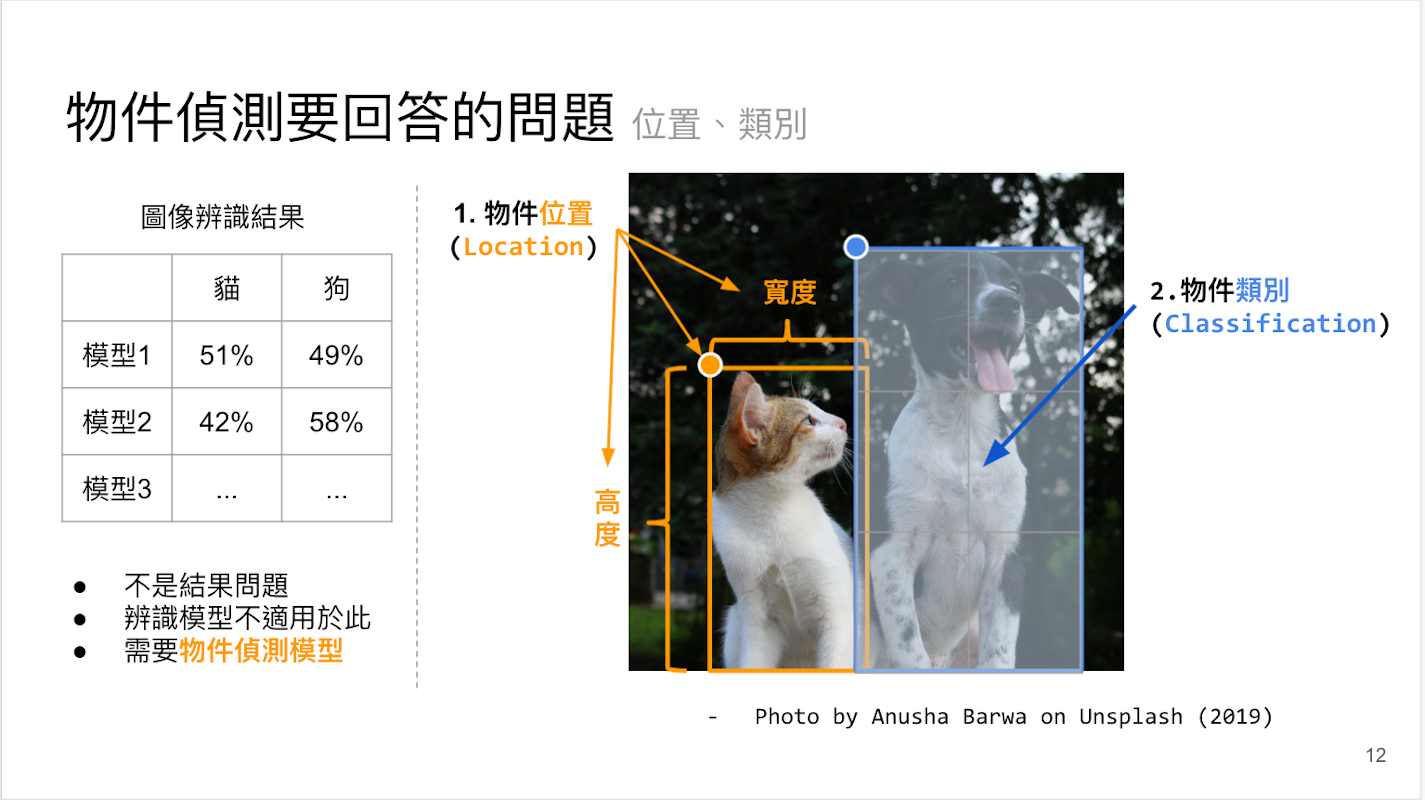 物件偵測要回答的問題 位置、類別
圖像辨識結果
貓 狗
模型1 51% 49%
模型2 42% 58%
模型3 ... ...
● 不是結果問題
● 辨識模型不適用於此
● 需要物件偵測模型
1. 物件位置
(Location)
寬度
高
度
2.物件類別
(Classification)
- Photo by Anusha Barwa on Unsplash (2019)
12